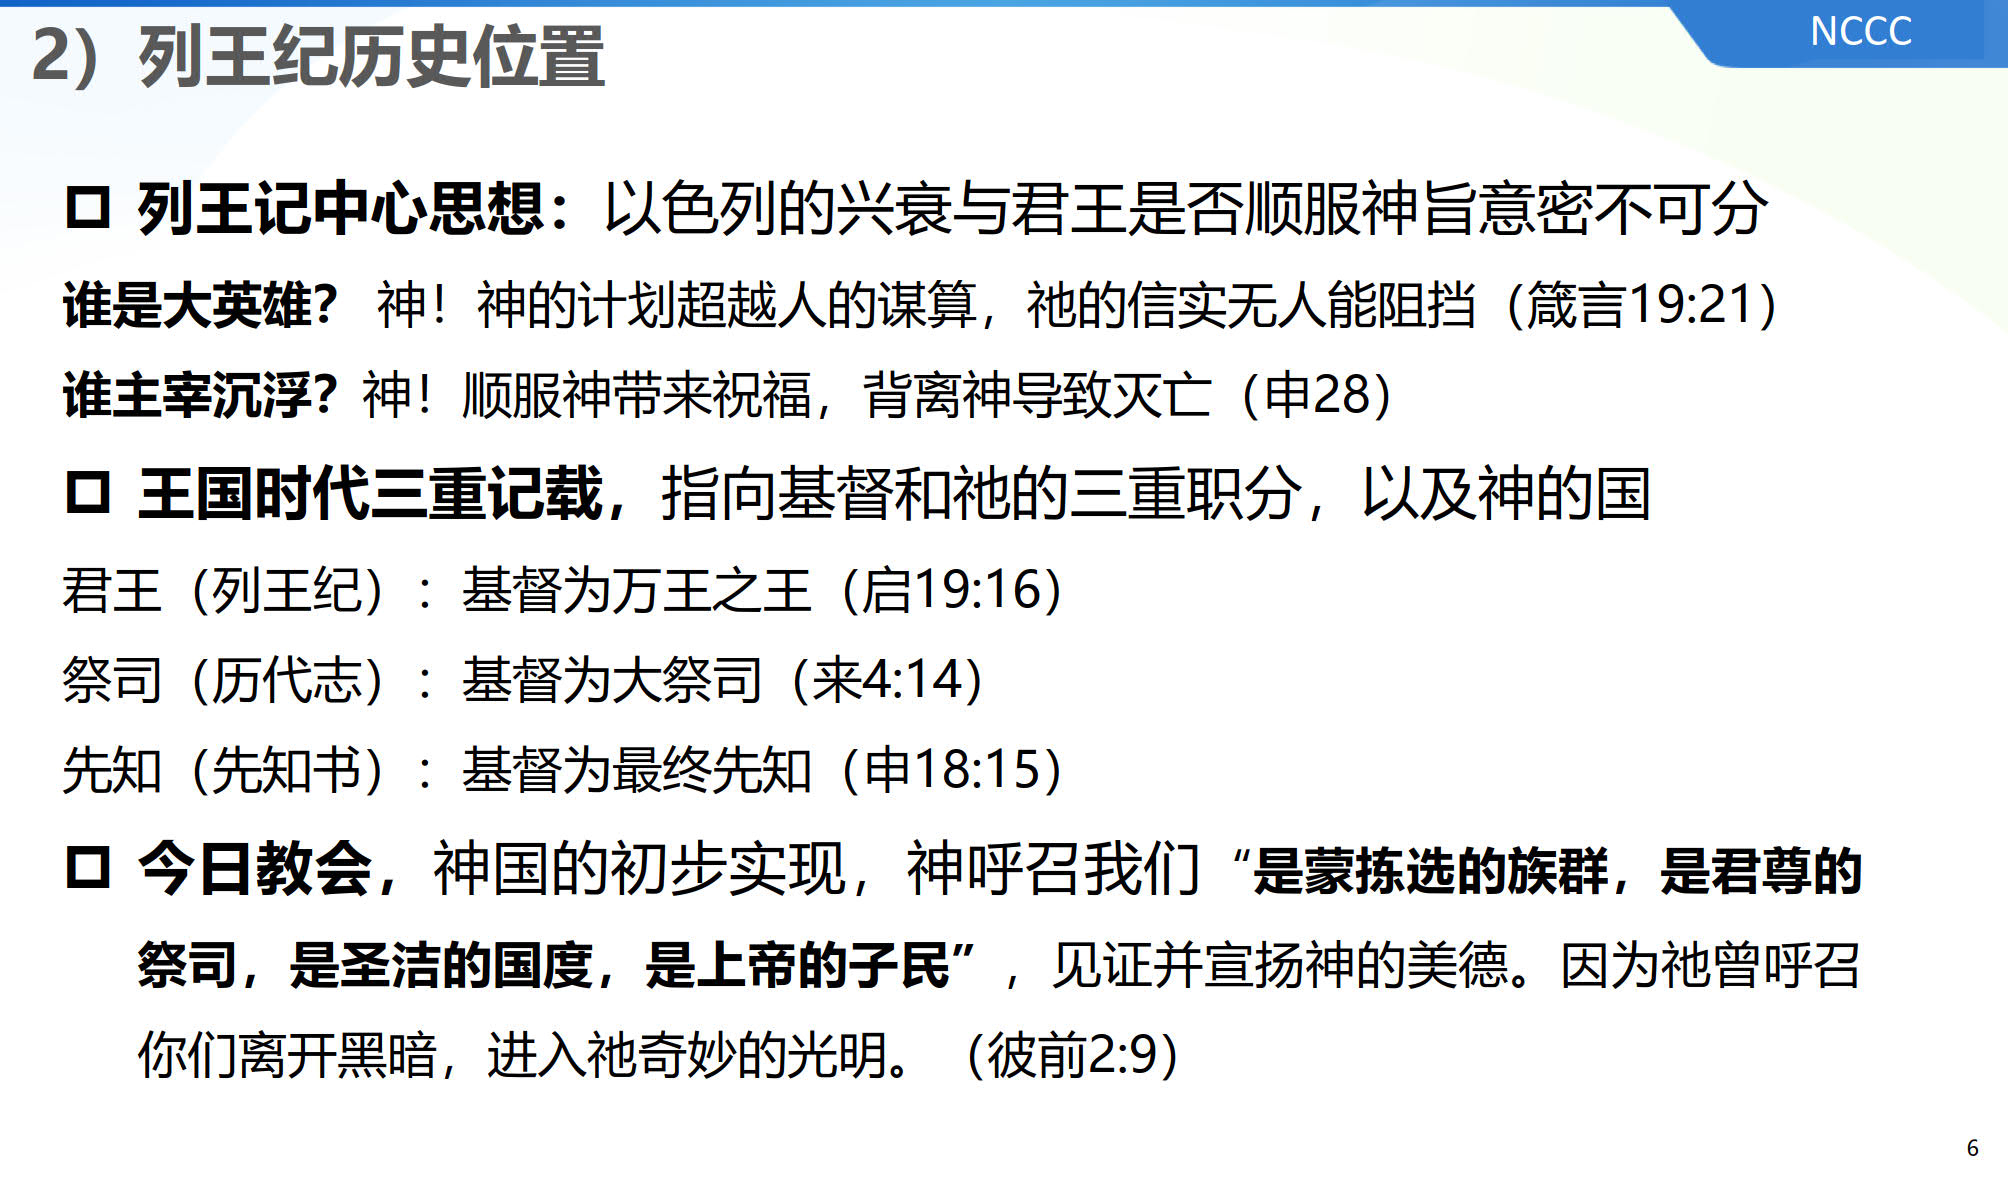 2）列王纪历史位置
NCCC
列王记中心思想：以色列的兴衰与君王是否顺服神旨意密不可分
谁是大英雄？ 神！神的计划超越人的谋算，祂的信实无人能阻挡（箴言19:21）
谁主宰沉浮？神！顺服神带来祝福，背离神导致灭亡（申28）
王国时代三重记载，指向基督和祂的三重职分，以及神的国
君王（列王纪）：基督为万王之王（启19:16）
祭司（历代志）：基督为大祭司（来4:14）
先知（先知书）：基督为最终先知（申18:15）
今日教会，神国的初步实现，神呼召我们“是蒙拣选的族群，是君尊的
祭司，是圣洁的国度，是上帝的子民”，见证并宣扬神的美德。因为祂曾呼召
你们离开黑暗，进入祂奇妙的光明。（彼前2:9）
6